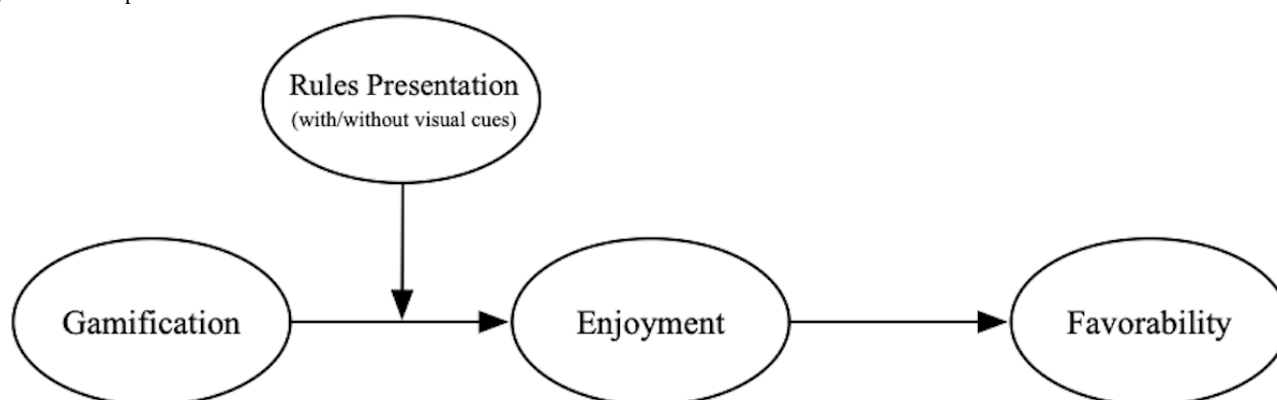 Rules Presentation
(with/without visual cues)
Gamification
Enjoyment
Favorability